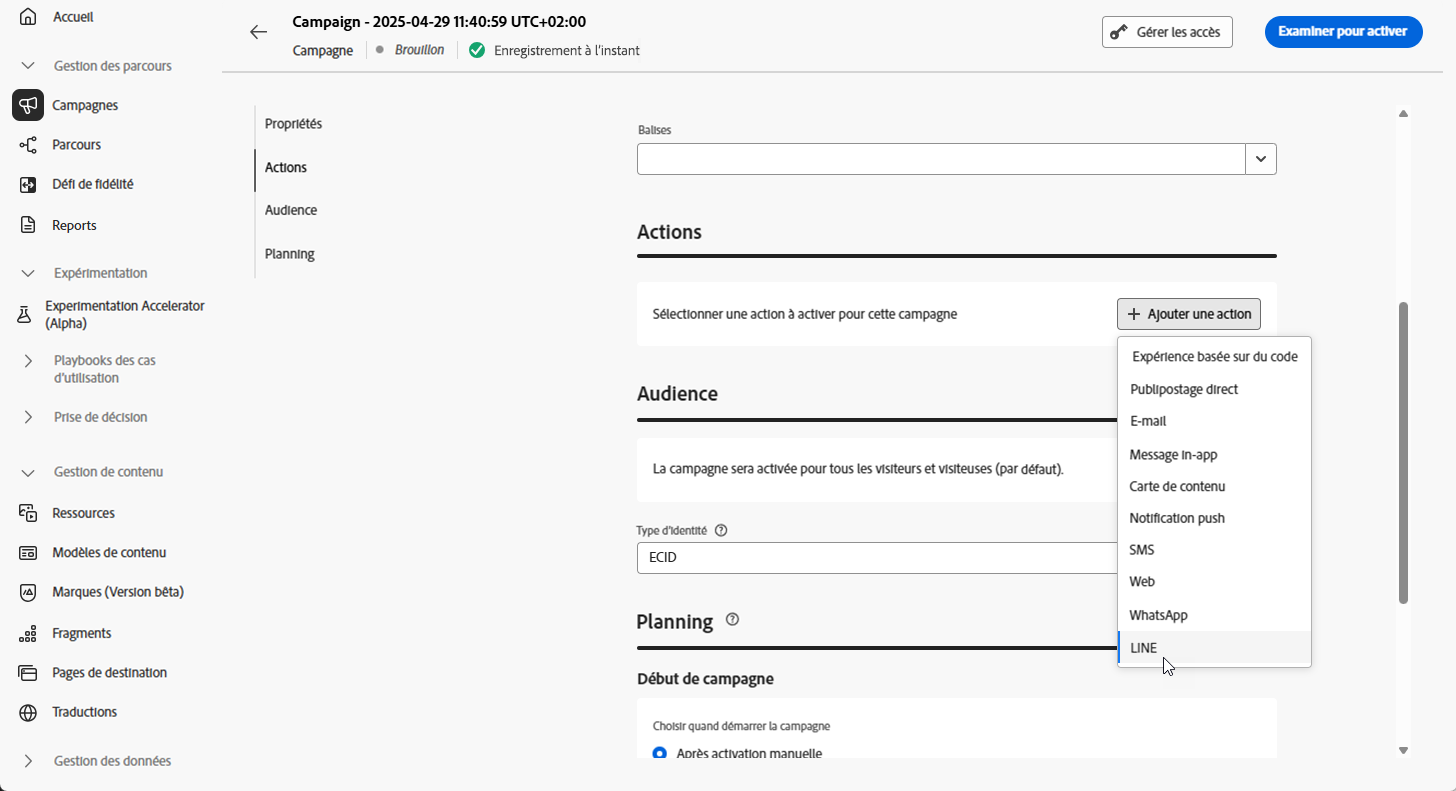 Accueil
Gestion des parcours
Campagnes
Parcours
Défi de fidélité
Reports
Expérimentation
Experimentation Accelerator
(Alpha)
Playbooks des cas
d'utilisation
Prise de décision
Gestion de contenu
Ressources
Modèles de contenu
Marques (Version bêta)
Fragments
Pages de destination
Traductions
Gestion des données
Campaign - 2025-04-29 11:40:59 UTC+02:00
Campagne
Brouillon
Enregistrement à l'instant
Gérer les accès
Examiner pour activer
Propriétés
Actions
Audience
Planning
Balises
Actions
Sélectionner une action à activer pour cette campagne
Ajouter une action
Expérience basée sur du code
Publipostage direct
E-mail
Message in-app
Carte de contenu
Notification push
SMS
Web
WhatsApp
LINE
Audience
La campagne sera activée pour tous les visiteurs et visiteuses (par défaut).
Type d'identité
ECID
Planning
Début de campagne
Choisir quand démarrer la campagne
Après activation manuelle